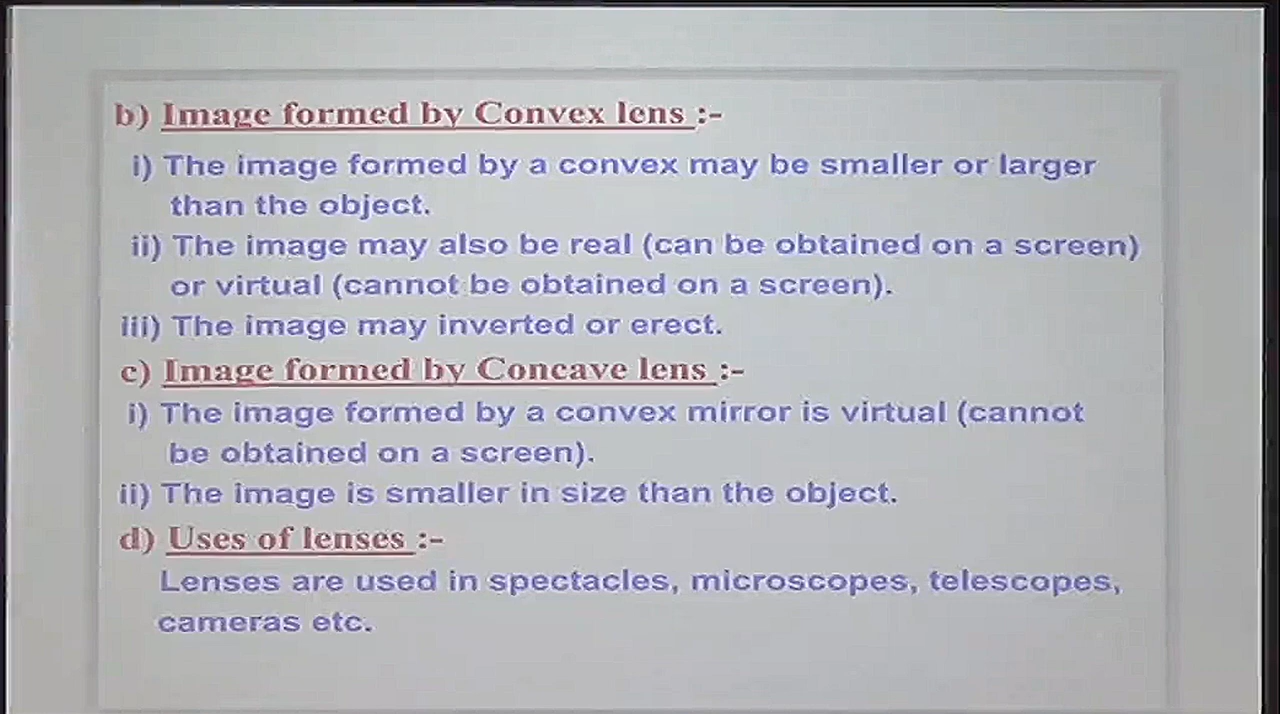 b) Image formed by Convex lens :-
i) The image formed by a convex may be smaller or larger
than the object.
ii) The image may also be real (can be obtained on a screen)
or virtual (cannot be obtained on a screen).
iii) The image may inverted or erect.
c) Image formed by Concave lens :-
i) The image formed by a convex mirror is virtual (cannot
be obtained on a screen).
ii) The image is smaller in size than the object.
d) Uses of lenses :-
Lenses are used in spectacles, microscopes, telescopes,
cameras etc.